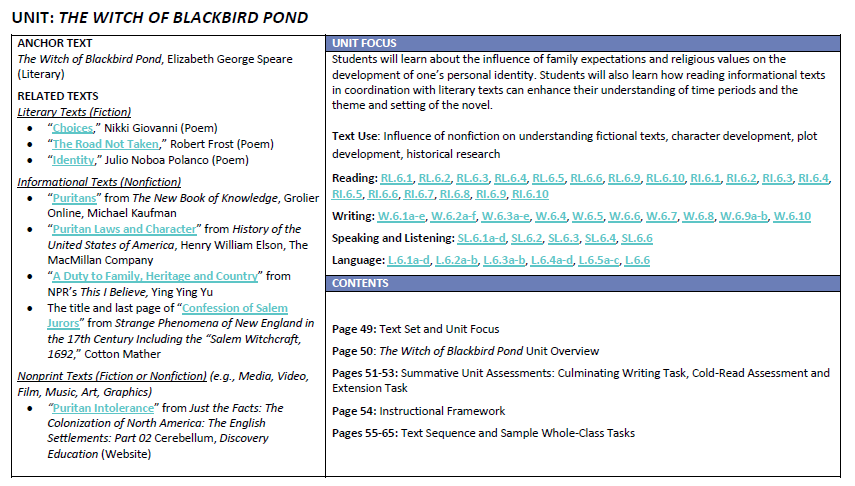 UNIT: THE WITCH OF BLACKBIRD POND
ANCHOR TEXT
The Witch of Blackbird Pond, Elizabeth George Speare
(Literary)
RELATED TEXTS
Literary Texts (Fiction)
• “Choices,” Nikki Giovanni (Poem)
• “The Road Not Taken,” Robert Frost (Poem)
• “Identity,” Julio Noboa Polanco (Poem)
Informational Texts (Nonfiction)
• “Puritans” from The New Book of Knowledge, Grolier
Online, Michael Kaufman
• “Puritan Laws and Character” from History of the
United States of America, Henry William Elson, The
MacMillan Company
• “A Duty to Family, Heritage and Country” from
NPR’s This I Believe, Ying Ying Yu
• The title and last page of “Confession of Salem
Jurors” from Strange Phenomena of New England in
the 17th Century Including the “Salem Witchcraft,
1692,” Cotton Mather
Nonprint Texts (Fiction or Nonfiction) (e.g., Media, Video,
Film, Music, Art, Graphics)
• “Puritan Intolerance” from Just the Facts: The
Colonization of North America: The English
Settlements: Part 02 Cerebellum, Discovery
Education (Website)
UNIT FOCUS
Students will learn about the influence of family expectations and religious values on the
development of one’s personal identity. Students will also learn how reading informational texts
in coordination with literary texts can enhance their understanding of time periods and the
theme and setting of the novel.
Text Use: Influence of nonfiction on understanding fictional texts, character development, plot
development, historical research
Reading: RL.6.1, RL.6.2, RL.6.3, RL.6.4, RL.6.5, RL.6.6, RL.6.9, RL.6.10, RI.6.1, RI.6.2, RI.6.3, RI.6.4,
RI.6.5, RI.6.6, RI.6.7, RI.6.8, RI.6.9, RI.6.10
Writing: W.6.1a-e, W.6.2a-f, W.6.3a-e, W.6.4, W.6.5, W.6.6, W.6.7, W.6.8, W.6.9a-b, W.6.10
Speaking and Listening: SL.6.1a-d, SL.6.2, SL.6.3, SL.6.4, SL.6.6
Language: L.6.1a-d, L.6.2a-b, L.6.3a-b, L.6.4a-d, L.6.5a-c, L.6.6
CONTENTS
Page 49: Text Set and Unit Focus
Page 50: The Witch of Blackbird Pond Unit Overview
Pages 51-53: Summative Unit Assessments: Culminating Writing Task, Cold-Read Assessment and
Extension Task
Page 54: Instructional Framework
Pages 55-65: Text Sequence and Sample Whole-Class Tasks